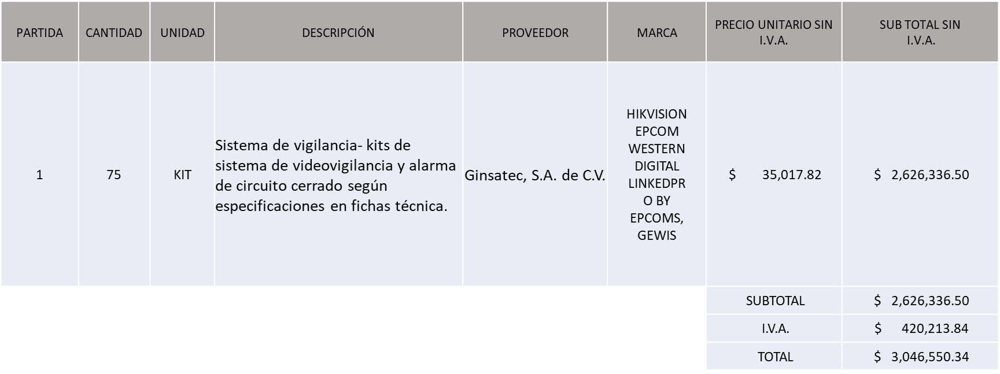 PARTIDA CANTIDAD UNIDAD DESCRIPCIÓN PROVEEDOR MARCA PRECIO UNITARIO SIN I.V.A. SUB TOTAL SIN I.V.A.
1 75 KIT
Sistema de vigilancia- kits de
sistema de videovigilancia y alarma
de circuito cerrado según
especificaciones en fichas técnica.
Ginsatec, S.A. de C.V.
HIKVISION
EPCOM
WESTERN
DIGITAL
LINKEDPR
O BY
EPCOMS,
GEWIS
$ 35,017.82 $ 2,626,336.50
SUBTOTAL $ 2,626,336.50
I.V.A. $ 420,213.84
TOTAL $ 3,046,550.34